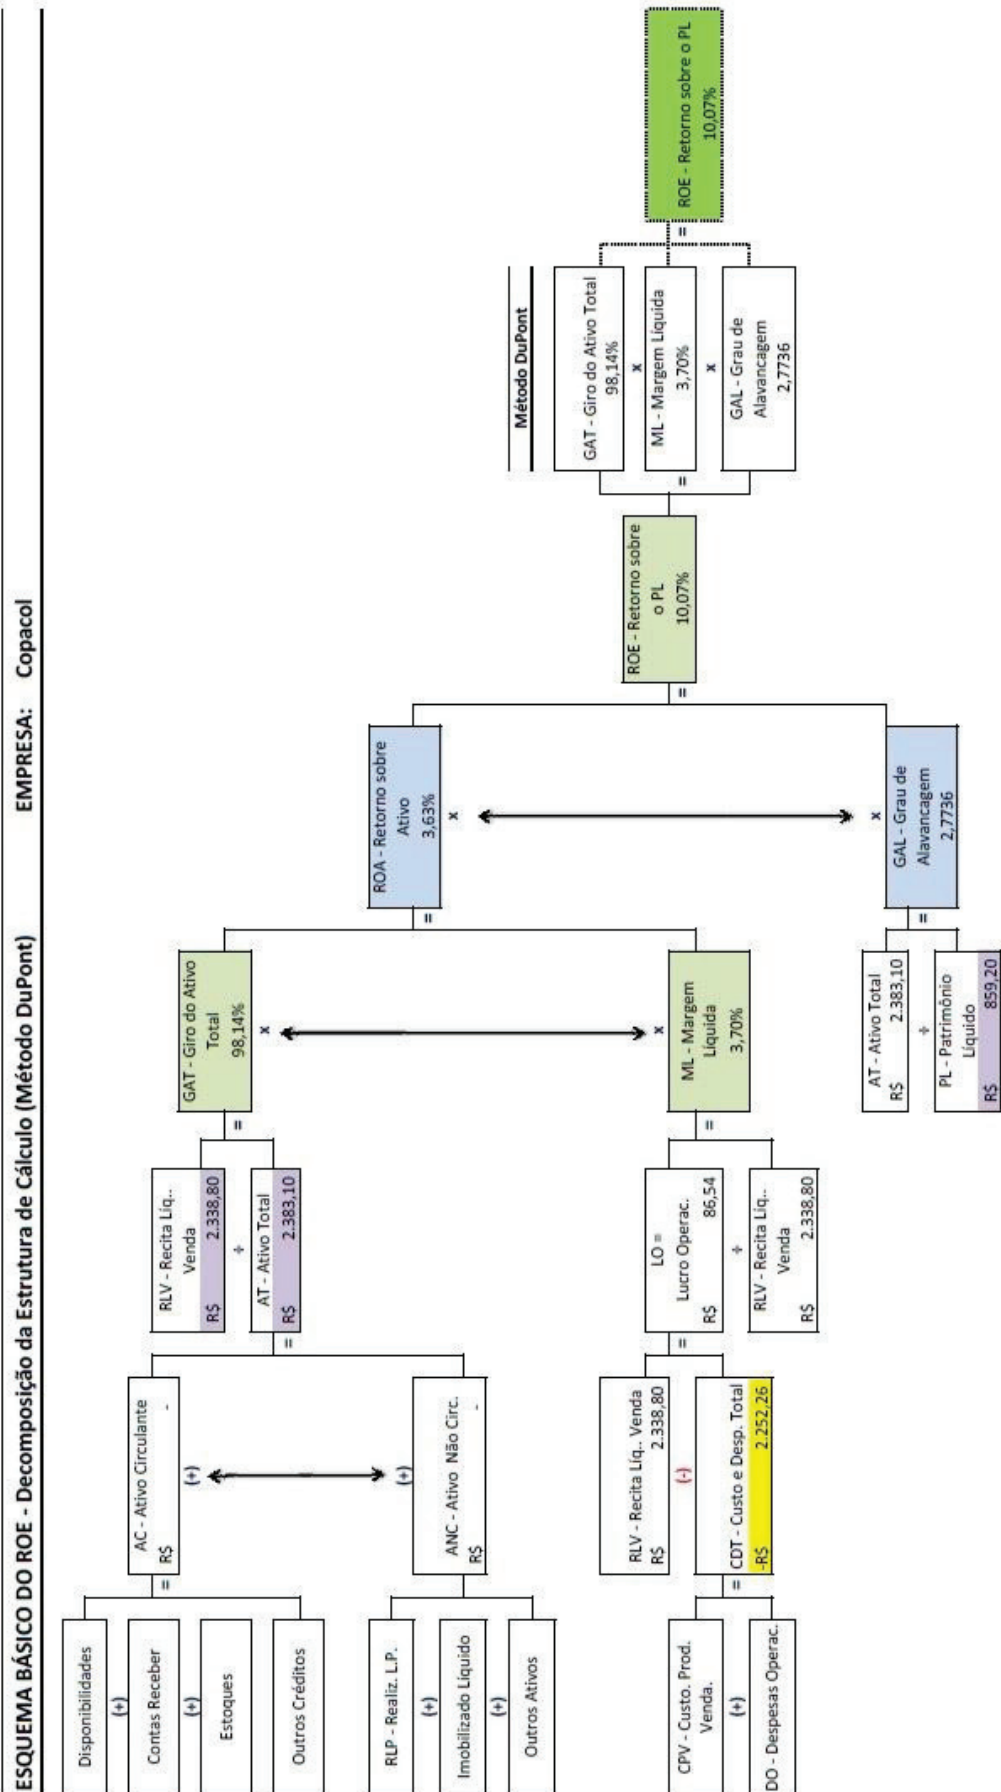 ESQUEMA BÁSICO DO ROE - Decomposição da Estrutura de Cálculo (Método DuPont) EMPRESA: Copacol
Disponibilidades
(+)
Contas Receber
(+)
Estoques
(+)
Outros Créditos
=
AC - Ativo Circulante
R$ -
(+)
RLP - Realiz. L.P.
(+)
Imobilizado Líquido
(+)
Outros Ativos
(+)
ANC - Ativo Não Circ.
R$ -
=
RLV - Recita Líq.. Venda
R$ 2.338,80
(-)
CPV - Custo. Prod.
Venda.
(+)
DO - Despesas Operac.
=
CDT - Custo e Desp. Total
-R$ 2.252,26
=
RLV - Recita Líq..
Venda
R$ 2.338,80
÷
AT - Ativo Total
R$ 2.383,10
=
LO =
Lucro Operac.
R$ 86,54
÷
RLV - Recita Líq..
Venda
R$ 2.338,80
=
GAT - Giro do Ativo
Total
98,14%
x
x
ML - Margem
Líquida
3,70%
=
AT - Ativo Total
R$ 2.383,10
÷
PL - Patrimônio
Líquido
R$ 859,20
=
ROA - Retorno sobre
Ativo
3,63%
x
x
GAL - Grau de
Alavancagem
2,7736
=
ROE - Retorno sobre
o PL
10,07%
=
Método DuPont
GAT - Giro do Ativo Total
98,14%
x
ML - Margem Líquida
3,70%
x
GAL - Grau de
Alavancagem
2,7736
=
ROE - Retorno sobre o PL
10,07%